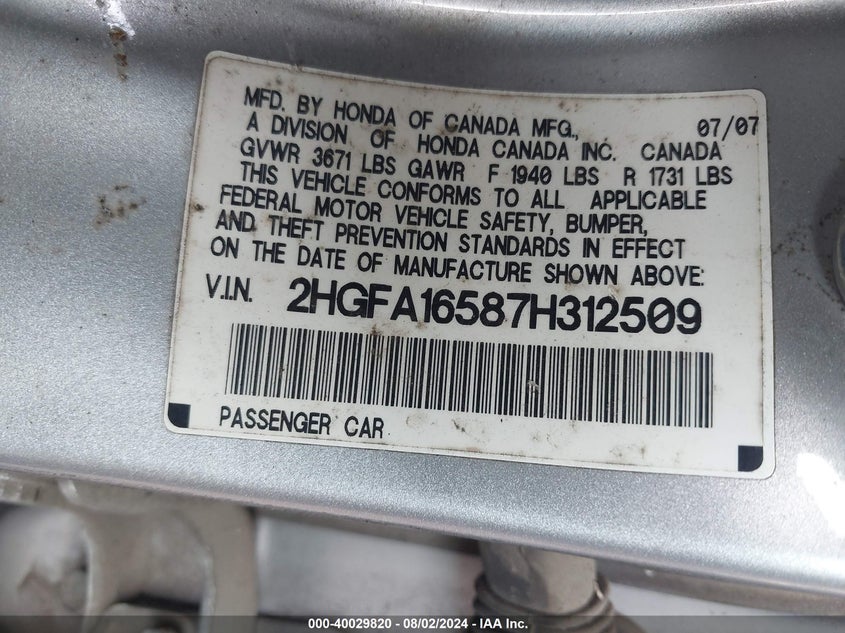 MFD. BY HONDA OF CANADA MFG., 07/07
A DIVISION OF HONDA CANADA INC. CANADA
GVWR 3671 LBS GAWR F 1940 LBS R 1731 LBS
THIS VEHICLE CONFORMS TO ALL APPLICABLE
FEDERAL MOTOR VEHICLE SAFETY, BUMPER,
AND THEFT PREVENTION STANDARDS IN EFFECT
ON THE DATE OF MANUFACTURE SHOWN ABOVE:
V.I.N. 2HGFA16587H312509
PASSENGER CAR
000-40029820 - 08/02/2024 - IAA Inc.